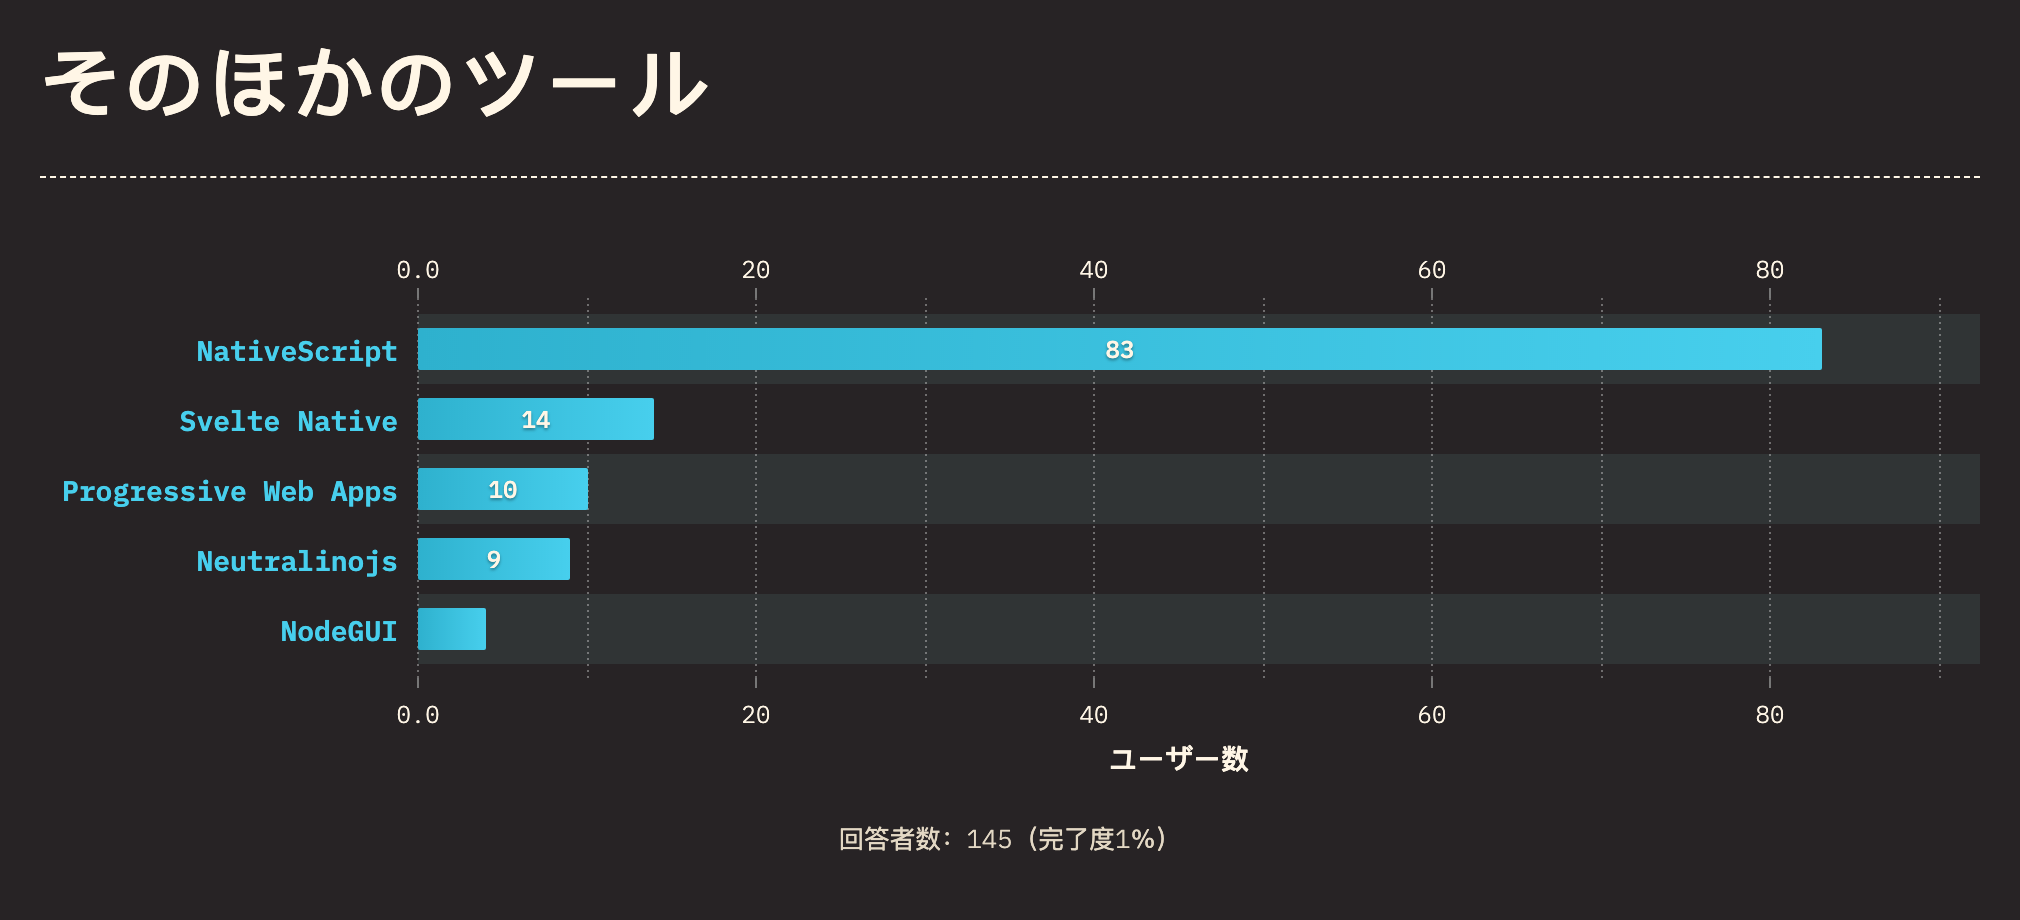 そのほかのツール
0.0 20 40 60 80
NativeScript 83
Svelte Native 14
Progressive Web Apps 10
Neutralinojs 9
NodeGUI
0.0 20 40 60 80
ユーザー数
回答者数: 145 (完了度1%)